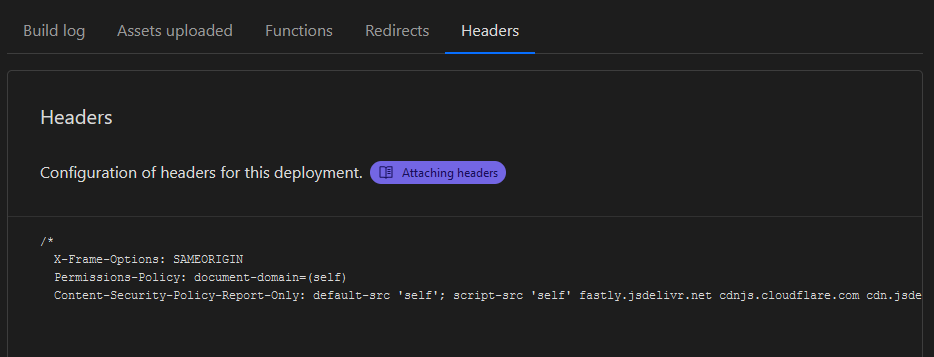 Build log Assets uploaded Functions Redirects Headers
Headers
Configuration of headers for this deployment. Attaching headers
/*
X-Frame-Options: SAMEORIGIN
Permissions-Policy: document-domain=(self)
Content-Security-Policy-Report-Only: default-src 'self'; script-src 'self' fastly.jsdelivr.net cdnjs.cloudflare.com cdn.jsde